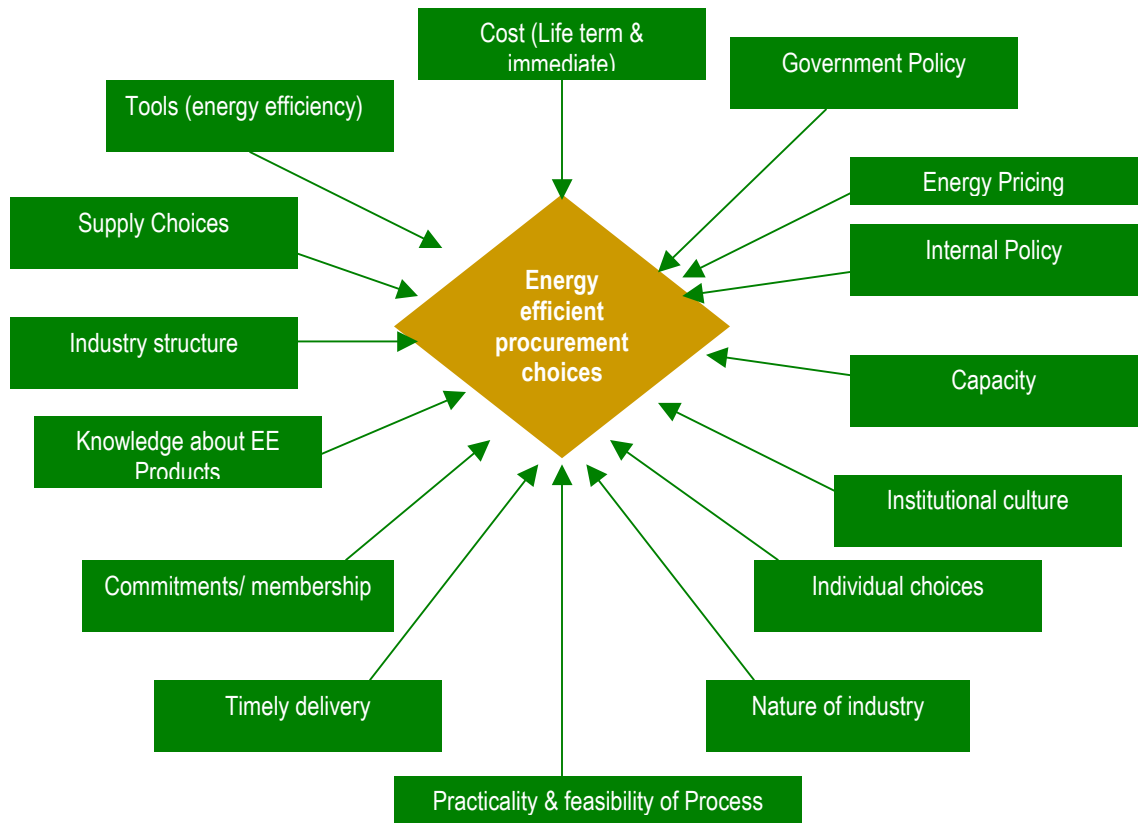 Cost (Life term &
immediate)
Government Policy
Tools (energy efficiency)
Energy Pricing
Supply Choices
Internal Policy
Energy
efficient
procurement
choices
Industry structure
Capacity
Knowledge about EE
Products
Institutional culture
Commitments/ membership
Individual choices
Timely delivery
Nature of industry
Practicality & feasibility of Process